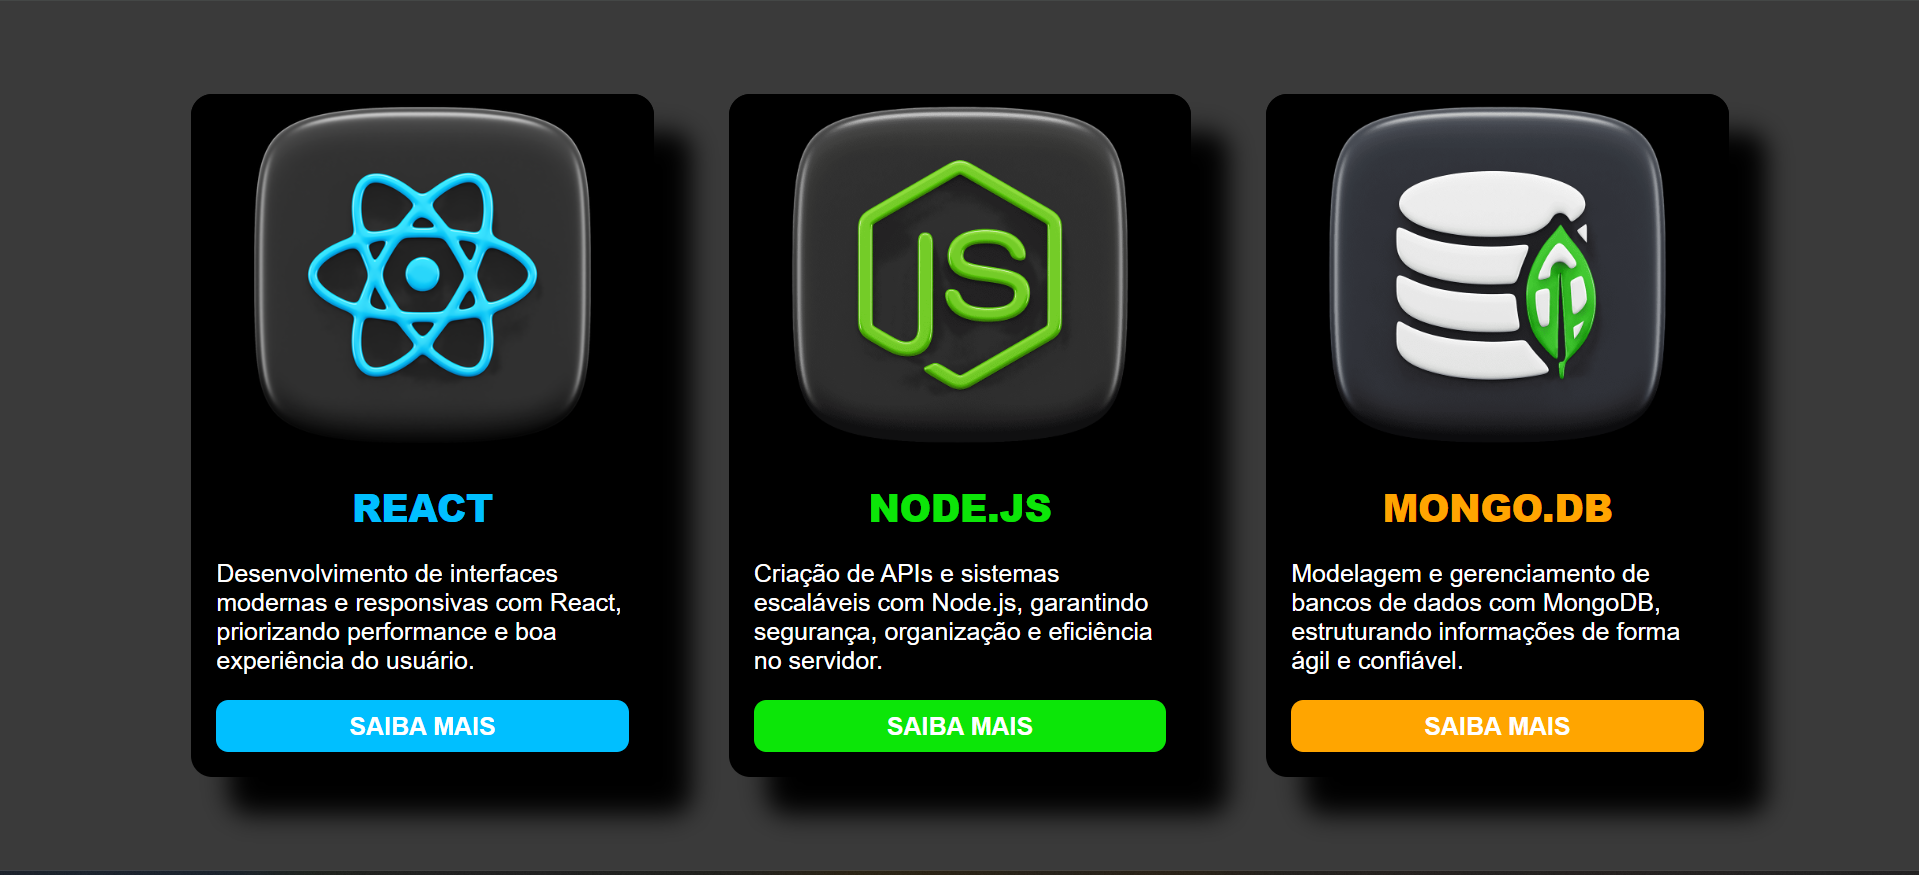 JS
REACT
Desenvolvimento de interfaces
modernas e responsivas com React,
priorizando performance e boa
experiência do usuário.
SAIBA MAIS
NODE.JS
Criação de APIs e sistemas
escaláveis com Node.js, garantindo
segurança, organização e eficiência
no servidor.
SAIBA MAIS
MONGO.DB
Modelagem e gerenciamento de
bancos de dados com MongoDB,
estruturando informações de forma
ágil e confiável.
SAIBA MAIS